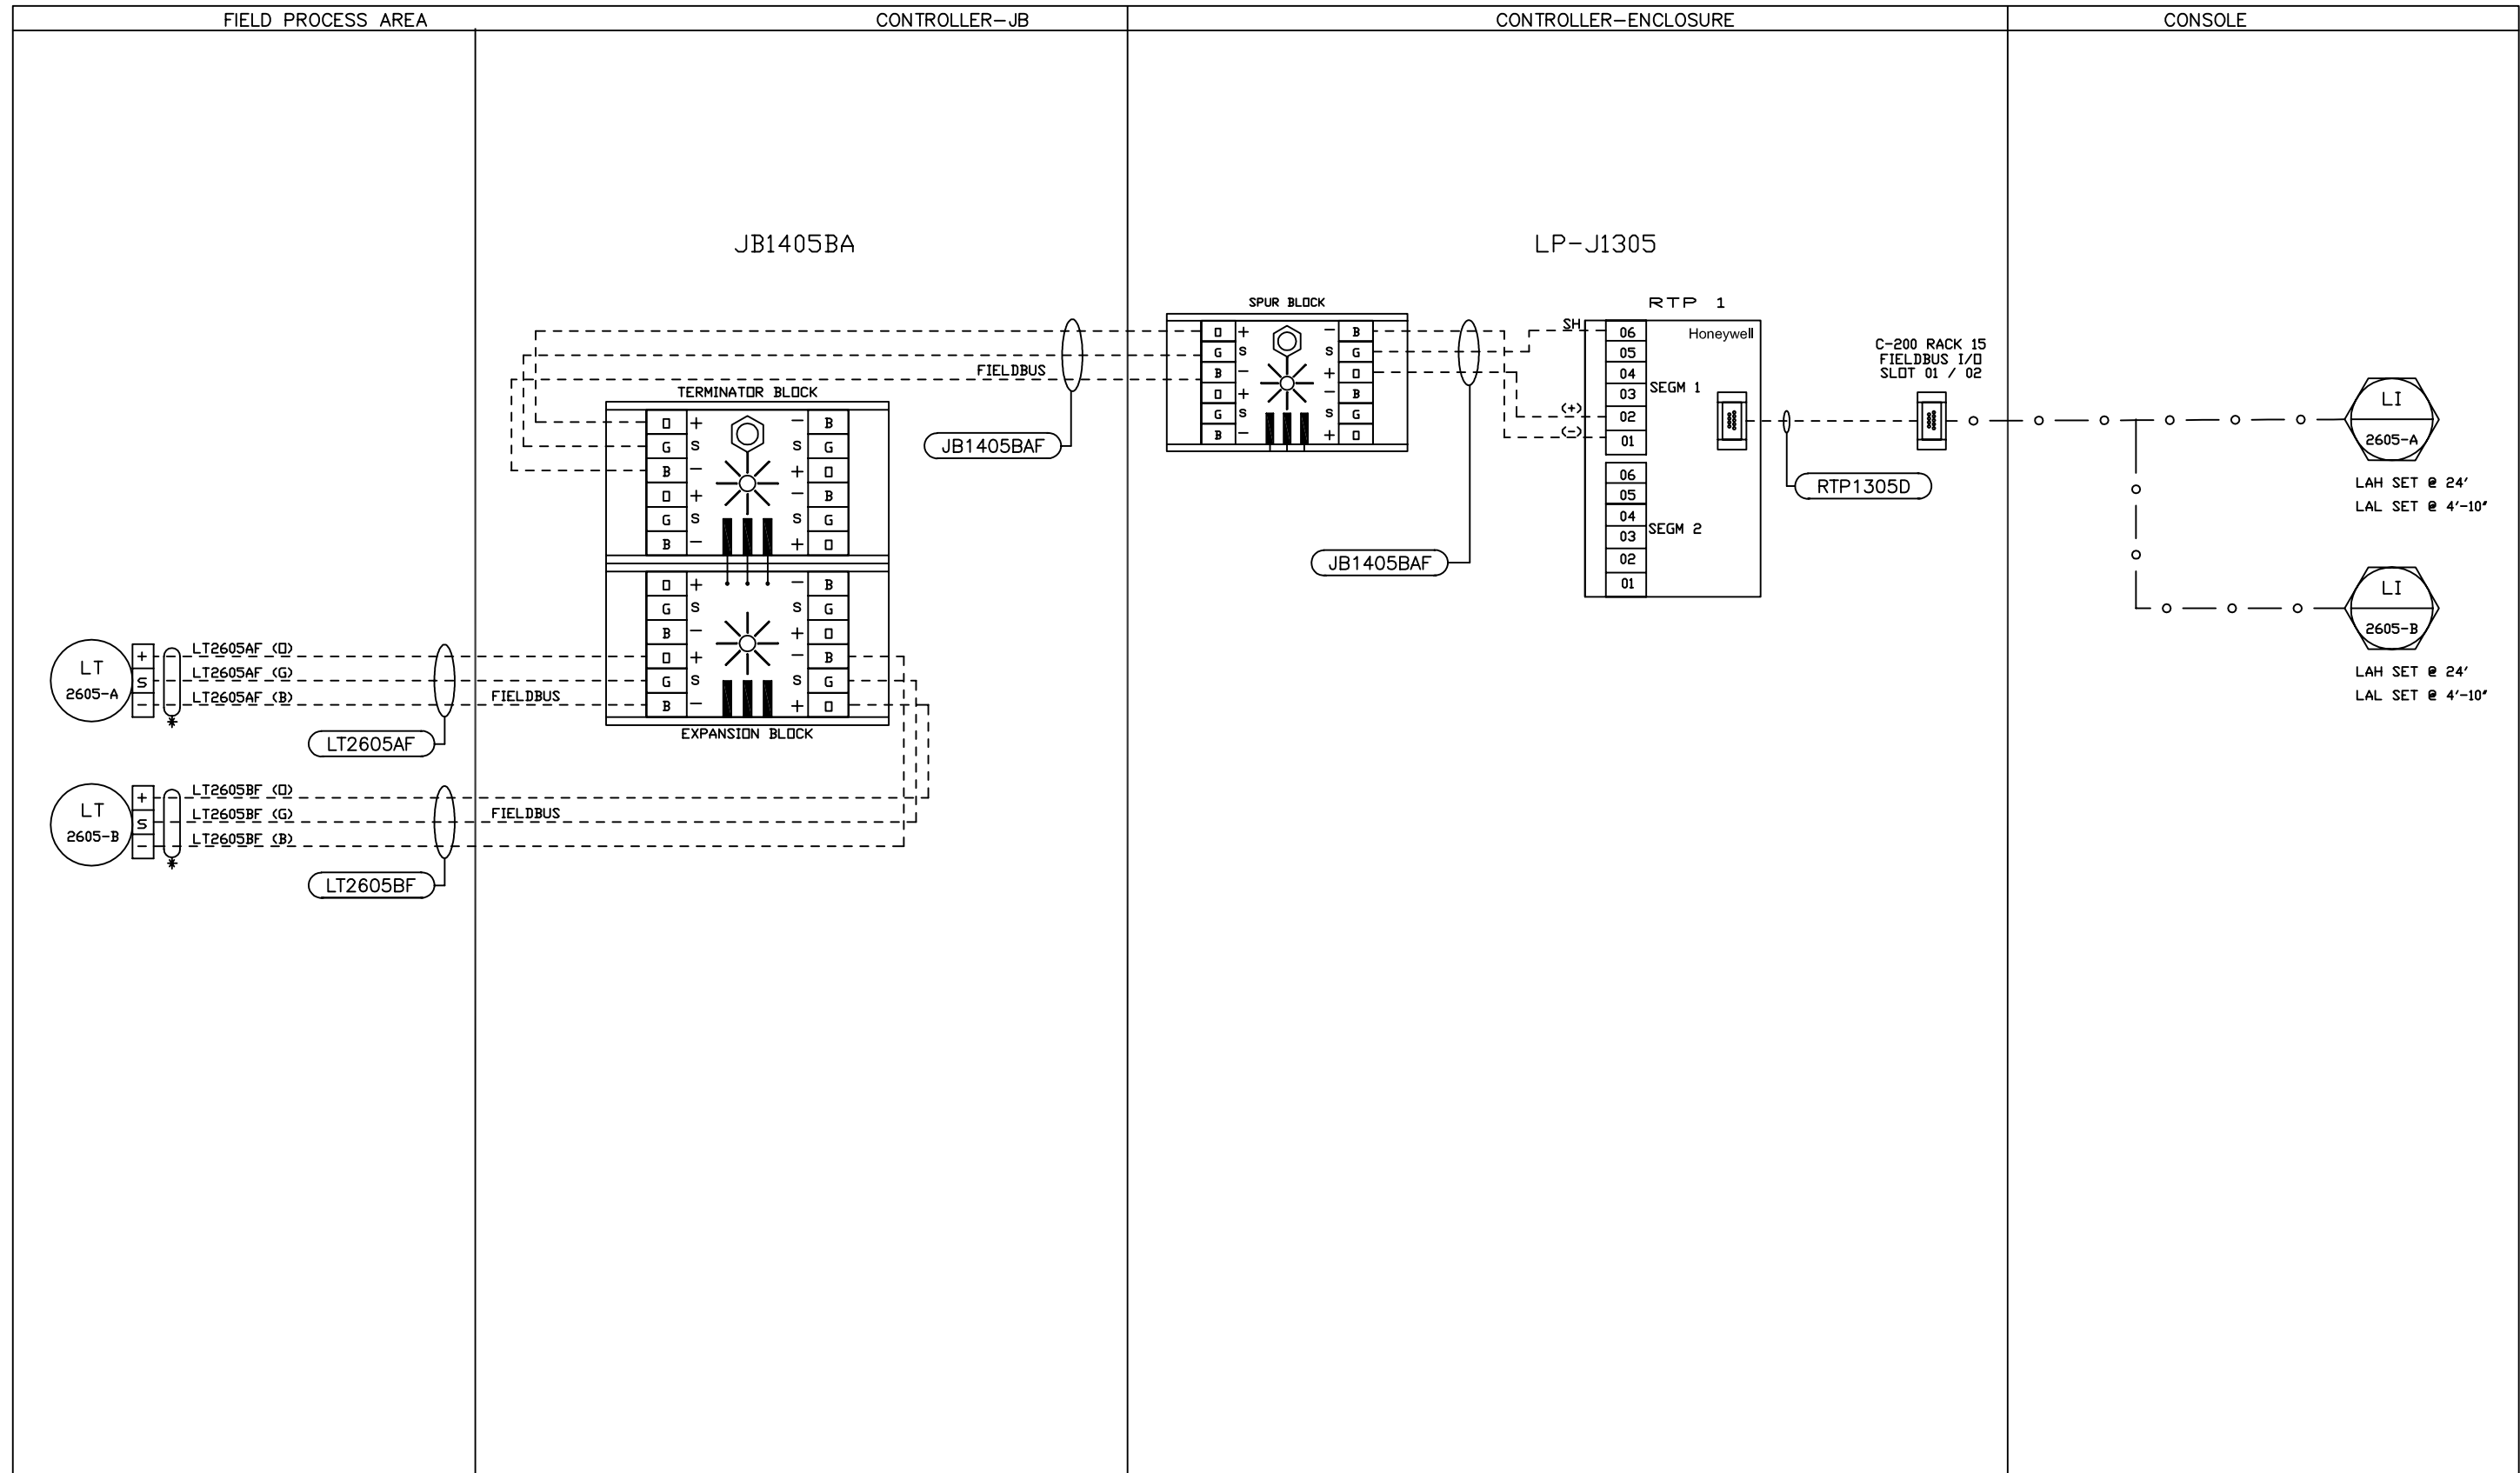 FIELD PROCESS AREA
CONTROLLER-JB
CONTROLLER-ENCLOSURE
CONSOLE
JB1405BA
LP-J1305
FIELDBUS
JB1405BAF
TERMINATOR BLOCK
O + - B
G S S G
B - + O
O + - B
G S S G
B - + O
O + - B
G S S G
B - + O
O + - B
G S S G
B - + O
EXPANSION BLOCK
LT
2605-A
+
S
-
*
LT2605AF (O)
LT2605AF (G)
LT2605AF (B)
FIELDBUS
LT2605AF
LT
2605-B
+
S
-
*
LT2605BF (O)
LT2605BF (G)
LT2605BF (B)
FIELDBUS
LT2605BF
SPUR BLOCK
O + - B
G S S G
B - + O
O + - B
G S S G
B - + O
JB1405BAF
RTP 1
Honeywell
SH
(+)
(-)
06
05
04
03
02
01
SEGM 1
06
05
04
03
02
01
SEGM 2
RTP1305D
C-200 RACK 15
FIELDBUS I/O
SLOT 01 / 02
LI
2605-A
LAH SET @ 24'
LAL SET @ 4'-10"
LI
2605-B
LAH SET @ 24'
LAL SET @ 4'-10"